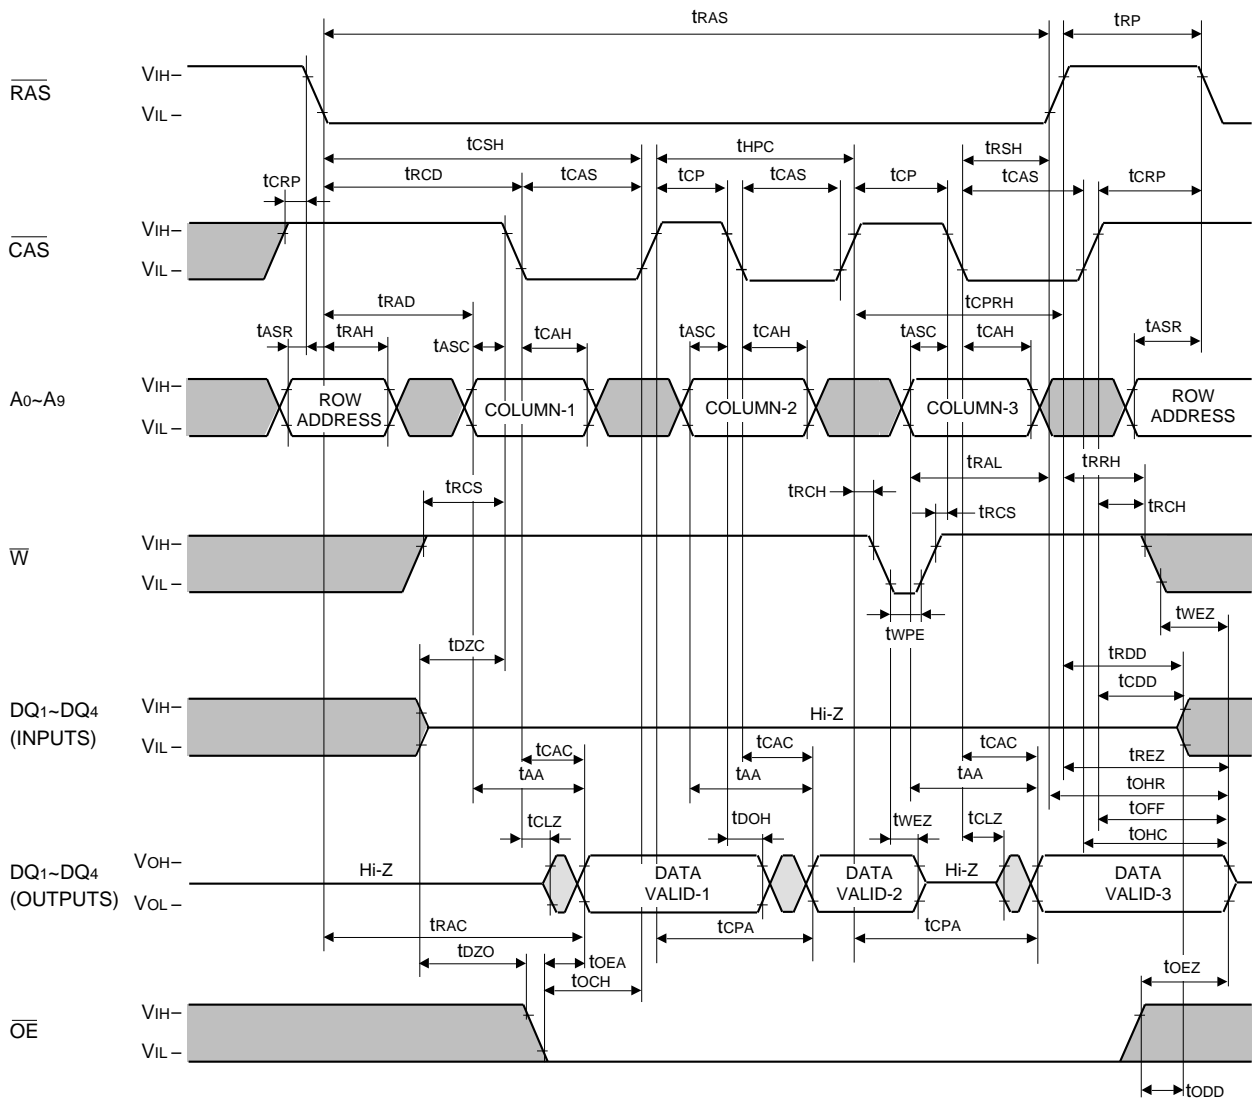 tRAS
tRP
RAS
VIH–
VIL–
tCSH
tHPC
tRSH
tCRP
tRCD
tCAS
tCP
tCAS
tCP
tCAS
tCRP
CAS
VIH–
VIL–
tRAD
tCPRH
tASR
tRAH
tASC
tCAH
tASC
tCAH
tASC
tCAH
tASR
A0~A9
VIH–
VIL–
ROW ADDRESS
COLUMN-1
COLUMN-2
COLUMN-3
ROW ADDRESS
tRAL
tRRH
tRCS
tRCH
tRCS
tRCH
W
VIH–
VIL–
tWPE
tWEZ
tDZC
tRDD
tCDD
DQ1~DQ4
(INPUTS)
VIH–
VIL–
Hi-Z
tCAC
tCAC
tCAC
tREZ
tAA
tAA
tAA
tOHR
tCLZ
tDOH
tWEZ
tCLZ
tOFF
tOHC
DQ1~DQ4
(OUTPUTS)
VOH–
VOL–
Hi-Z
DATA VALID-1
DATA VALID-2
Hi-Z
DATA VALID-3
tRAC
tCPA
tCPA
tDZO
tOEA
tOCH
tOEZ
OE
VIH–
VIL–
tODD